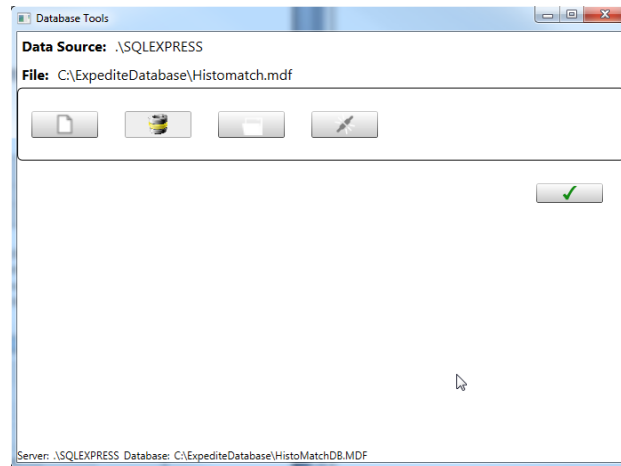 Database Tools
Data Source: .\SQLEXPRESS
File: C:\ExpediteDatabase\Histomatch.mdf
Server: .\SQLEXPRESS Database: C:\ExpediteDatabase\HistoMatchDB.MDF